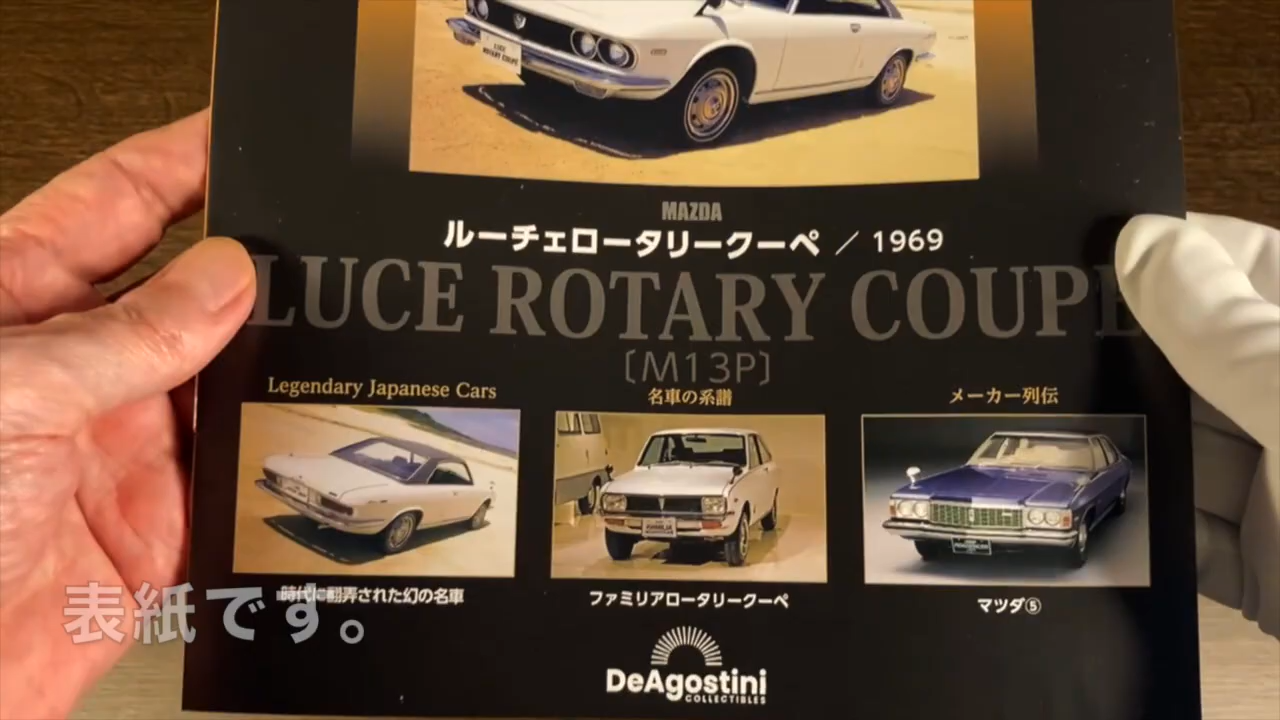 LUCE
ROTARY COUPE
MAZDA
ルーチェロータリークーペ / 1969
LUCE ROTARY COUPE
[M13P]
Legendary Japanese Cars
名車の系譜
メーカー列伝
時代に翻弄された幻の名車
ファミリアロータリークーペ
マツダ⑤
表紙です。
DeAgostini
COLLECTIBLES